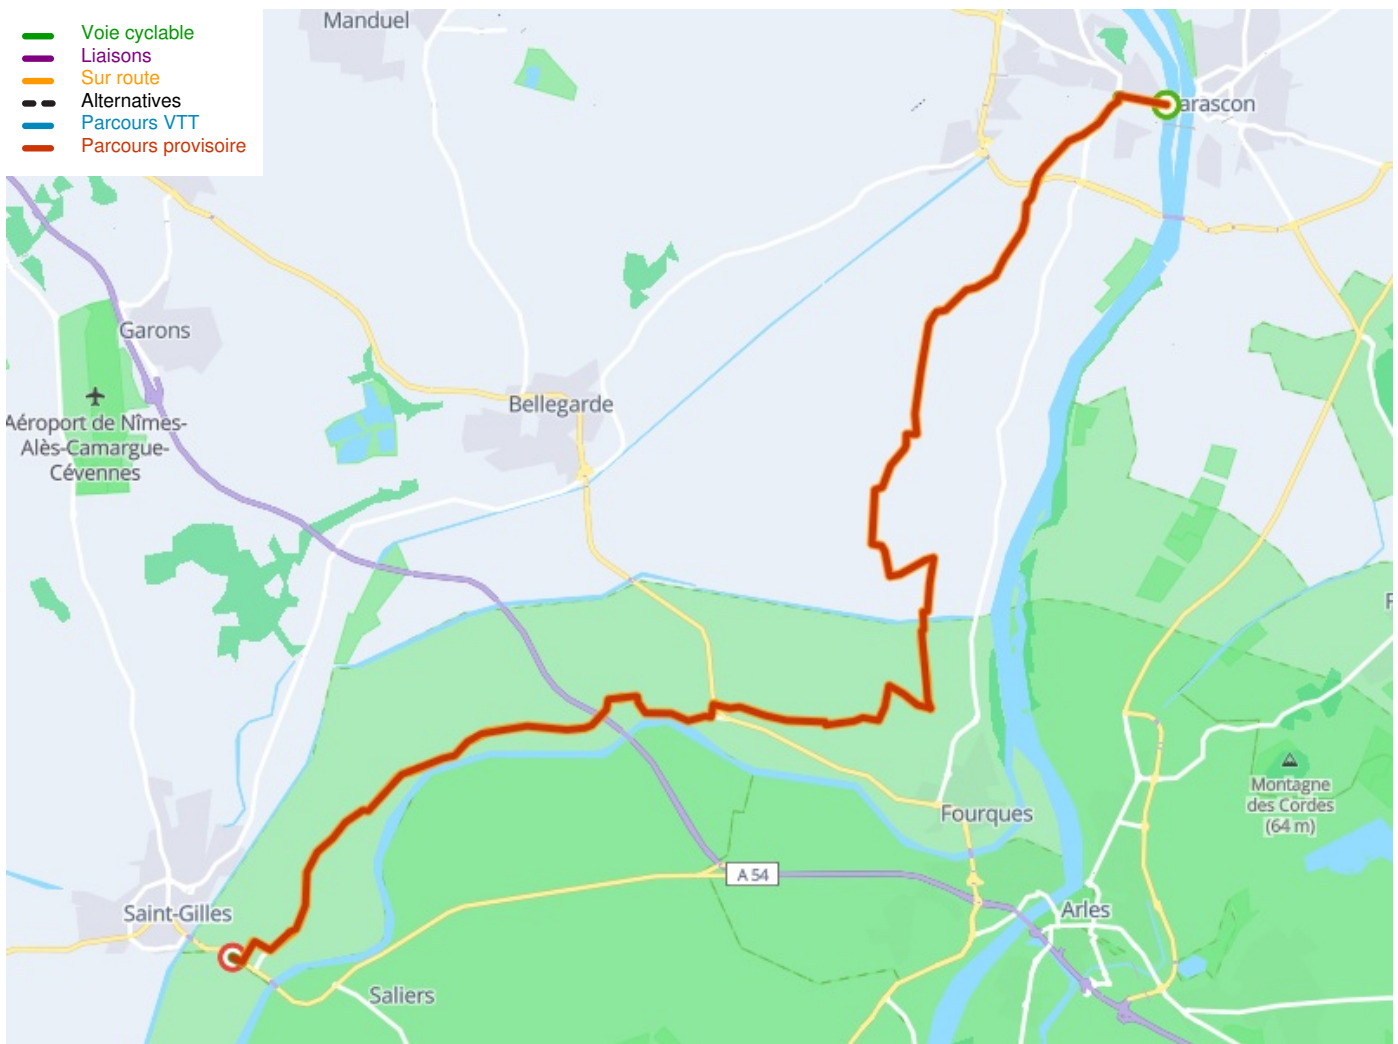 Voie cyclable
Liaisons
Sur route
Alternatives
Parcours VTT
Parcours provisoire
Manduel
arascon
Garons
Aéroport de Nîmes-
Alès-Camargue-
Cévennes
Bellegarde
F
Montagne
des Cordes
(64 m)
Fourques
A 54
Saint-Gilles
Arles
Saliers